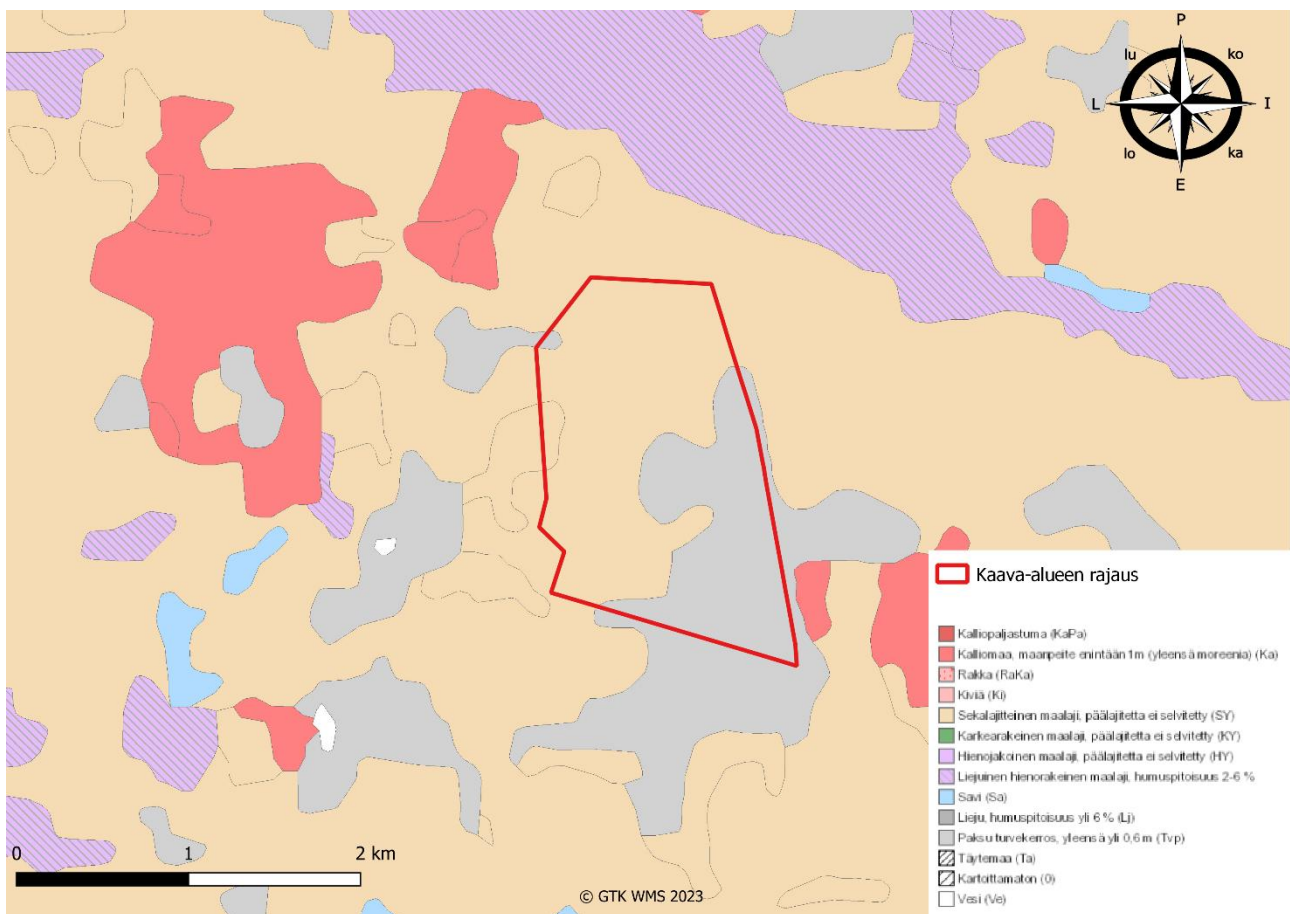 P
lu
ko
L
I
lo
ka
E
Kaava-alueen rajaus
Kalliopaljastuma (KaPa)
Kalliomaa, maanpeite enintään 1m (yleensä moreenia) (Ka)
Rakka (RaKa)
Kiviä (Ki)
Sekalajitteinen maalaji, päälajitetta ei selvitetty (SY)
Karkearakeinen maalaji, päälajitetta ei selvitetty (KY)
Hienojakoinen maalaji, päälajitetta ei selvitetty (HY)
Liejuinen hienorakeinen maalaji, humuspitoisuus 2-6 %
Savi (Sa)
Lieju, humuspitoisuus yli 6 % (Lj)
Paksu turvekerros, yleensä yli 0,6 m (Tvp)
Täytemaa (Ta)
Kartoittamaton (0)
Vesi (Ve)
0 1 2 km
© GTK WMS 2023